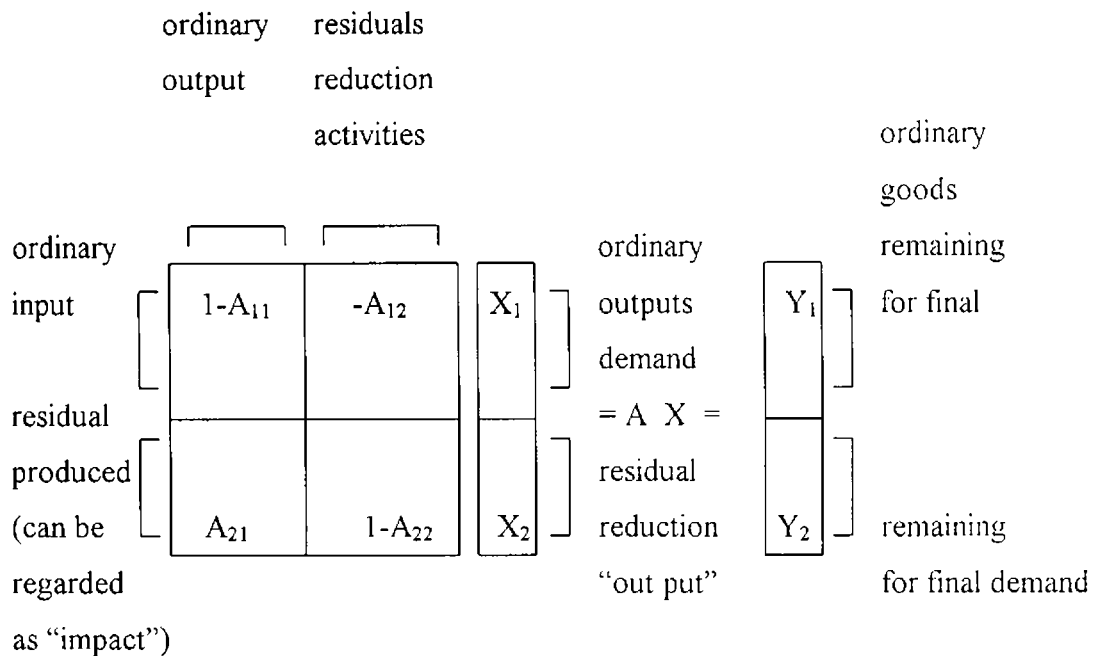 ordinary residuals
output reduction
activities
ordinary
goods
ordinary ordinary remaining
input 1-A₁₁ -A₁₂ X₁ outputs Y₁ for final
demand
residual = A X =
produced residual
(can be A₂₁ 1-A₂₂ X₂ reduction Y₂ remaining
regarded "out put" for final demand
as "impact")